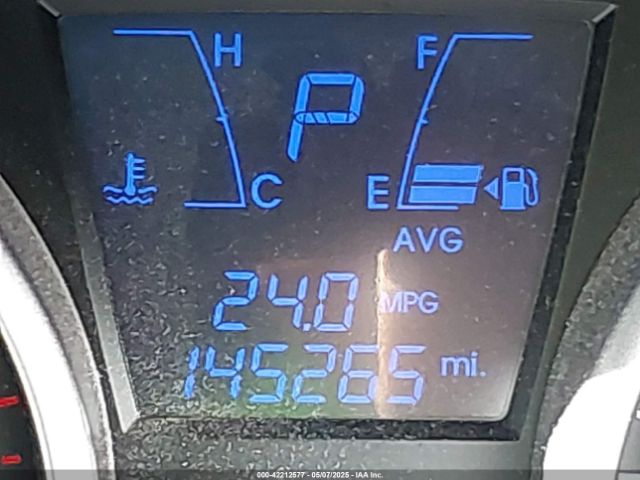 H F
P
C E
AVG
24.0 MPG
145265 mi.
000-42212577 - 05/07/2025 - IAA Inc.